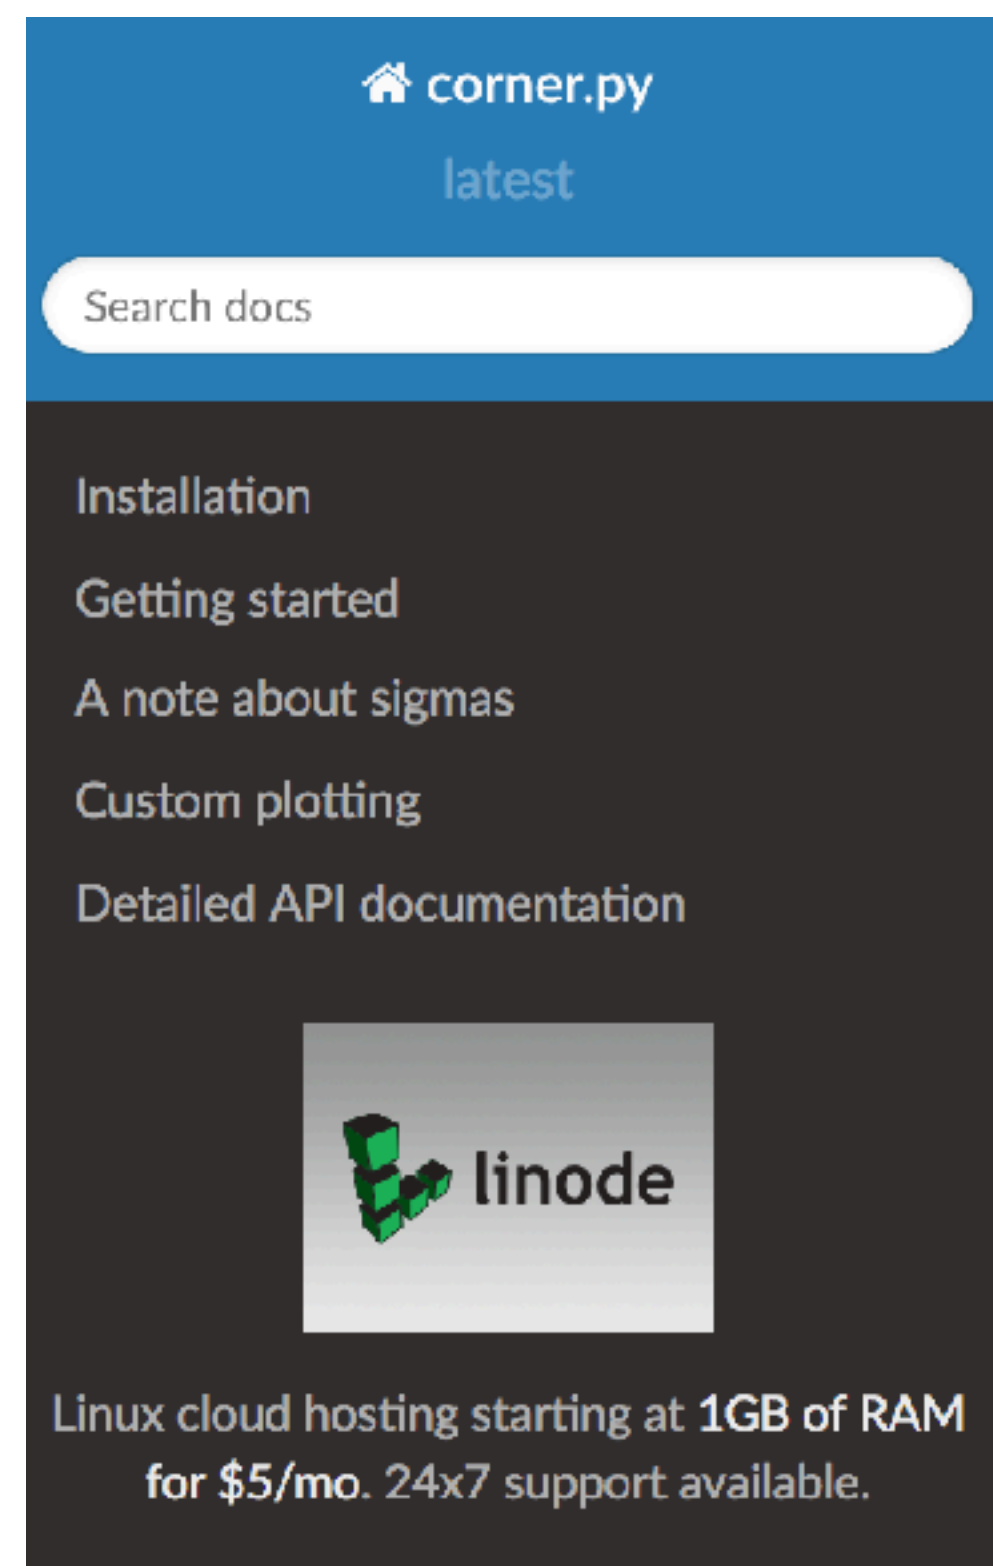 corner.py
latest
Search docs
Installation
Getting started
A note about sigmas
Custom plotting
Detailed API documentation
linode
Linux cloud hosting starting at 1GB of RAM
for $5/mo. 24x7 support available.